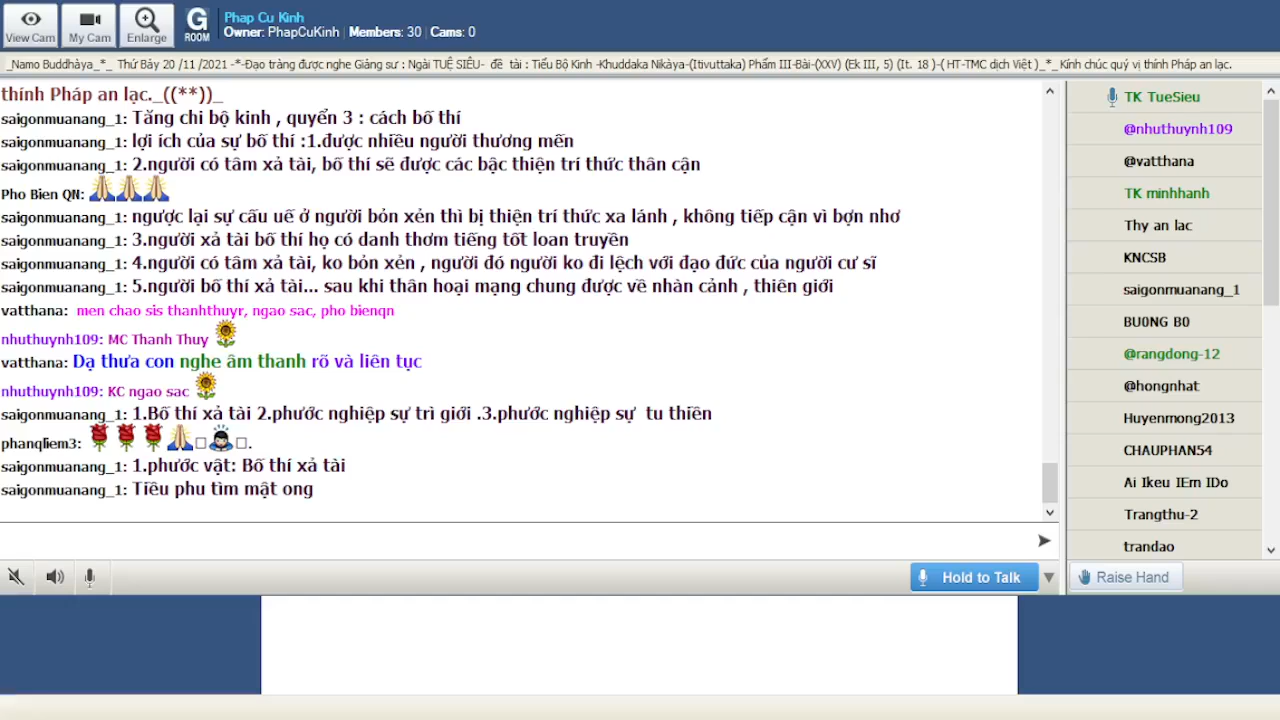 View Cam
My Cam
Enlarge
G
ROOM
Phap Cu Kinh
Owner: PhapCuKinh | Members: 30 | Cams: 0
_Namo Buddhàya_*_ Thứ Bảy 20 /11 /2021 -*-Đạo tràng được nghe Giảng sư : Ngài TUỆ SIÊU- đề tài : Tiểu Bộ Kinh -Khuddaka Nikàya-(Itivuttaka) Phẩm III-Bài-(XXV) (Ek III, 5) (It. 18 )-( HT-TMC dịch Việt )_*_Kính chúc quý vị thính Pháp an lạc.
thính Pháp an lạc._((**))_
saigonmuanang_1: Tăng chi bộ kinh , quyển 3 : cách bố thí
saigonmuanang_1: lợi ích của sự bố thí :1.được nhiều người thương mến
saigonmuanang_1: 2.người có tâm xả tài, bố thí sẽ được các bậc thiện trí thức thân cận
Pho Bien QN: 🙏🙏🙏
saigonmuanang_1: ngược lại sự cấu uế ở người bỏn xẻn thì bị thiện trí thức xa lánh , không tiếp cận vì bợn nhơ
saigonmuanang_1: 3.người xả tài bố thí họ có danh thơm tiếng tốt loan truyền
saigonmuanang_1: 4.người có tâm xả tài, ko bỏn xẻn , người đó người ko đi lệch với đạo đức của người cư sĩ
saigonmuanang_1: 5.người bố thí xả tài... sau khi thân hoại mạng chung được về nhàn cảnh , thiên giới
vatthana: men chao sis thanhthuyr, ngao sac, pho bienqn
nhuthuynh109: MC Thanh Thuy 🌻
vatthana: Dạ thưa con nghe âm thanh rõ và liên tục
nhuthuynh109: KC ngao sac 🌻
saigonmuanang_1: 1.Bố thí xả tài 2.phước nghiệp sự trì giới .3.phước nghiệp sự tu thiền
phanqliem3: 🌹🌹🌹🙏□🙇□.
saigonmuanang_1: 1.phước vật: Bố thí xả tài
saigonmuanang_1: Tiều phu tìm mật ong
Hold to Talk
TK TueSieu
@nhuthuynh109
@vatthana
TK minhhanh
Thy an lac
KNCSB
saigonmuanang_1
BU0NG B0
@rangdong-12
@hongnhat
Huyenmong2013
CHAUPHAN54
Ai Ikeu IEm IDo
Trangthu-2
trandao
Raise Hand